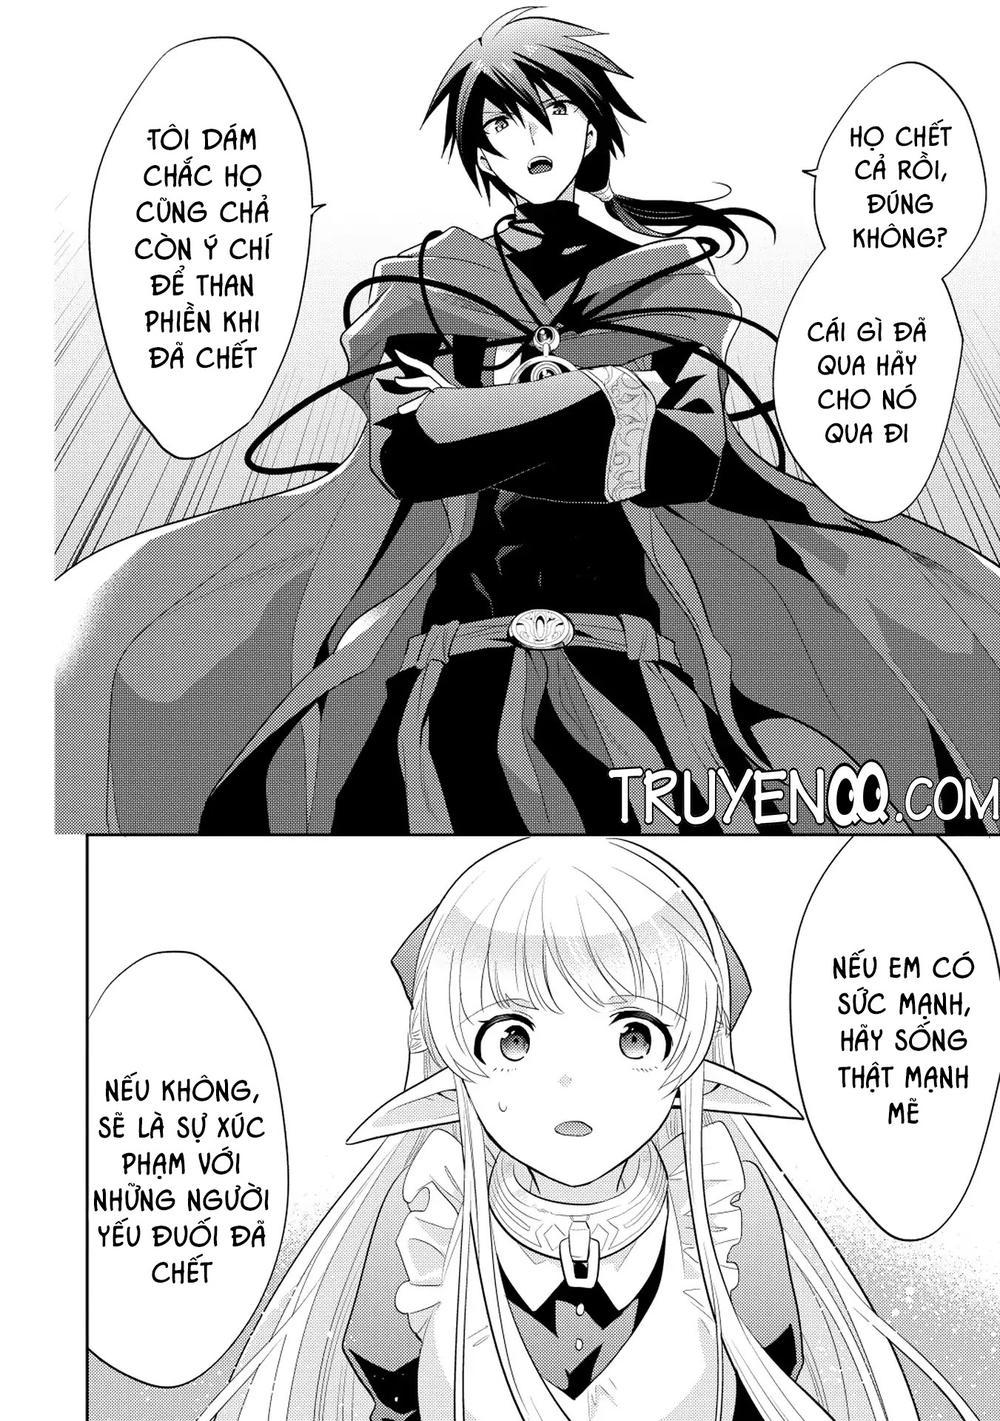 HỌ CHẾT
CẢ RỒI,
ĐÚNG
KHÔNG?
CÁI GÌ ĐÃ
QUA HÃY
CHO NÓ
QUA ĐI
TÔI DÁM
CHẮC HỌ
CŨNG CHẢ
CÒN Ý CHÍ
ĐỂ THAN
PHIỀN KHI
ĐÃ CHẾT
TRUYENQQ.COM
NẾU EM CÓ
SỨC MẠNH,
HÃY SỐNG
THẬT MẠNH
MẼ
NẾU KHÔNG,
SẼ LÀ SỰ XÚC
PHẠM VỚI
NHỮNG NGƯỜI
YẾU ĐUỐI ĐÃ
CHẾT